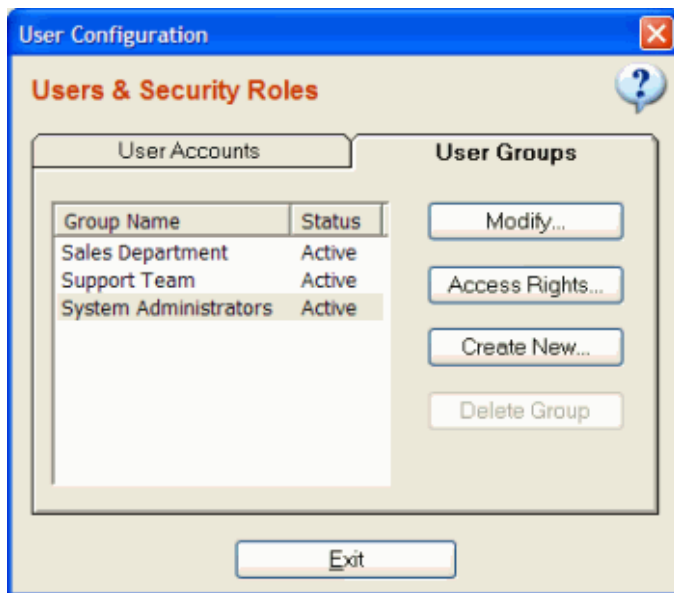 User Configuration
Users & Security Roles
?
User Accounts
User Groups
Group Name Status
Sales Department Active
Support Team Active
System Administrators Active
Modify...
Access Rights...
Create New...
Delete Group
Exit